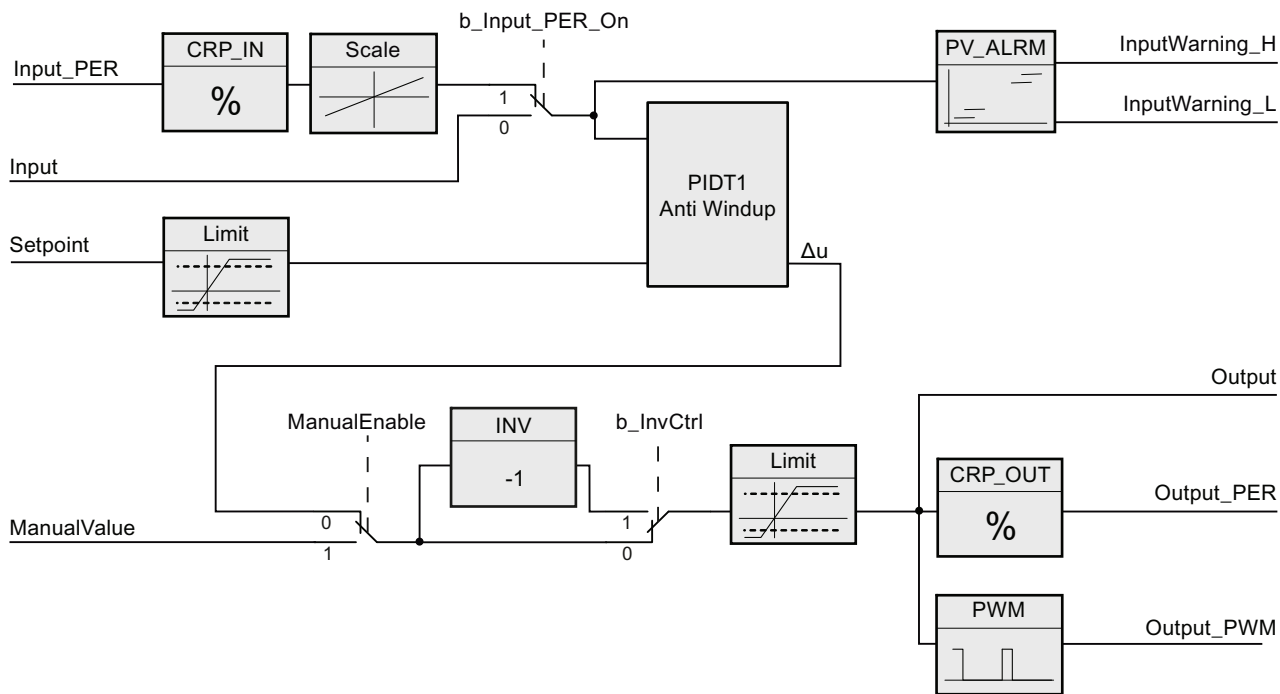 b_Input_PER_On
CRP_IN
Scale
PV_ALRM
InputWarning_H
Input_PER
%
1
0
InputWarning_L
Input
PIDT1
Anti Windup
Setpoint
Limit
Δu
Output
ManualEnable
INV
b_InvCtrl
-1
Limit
CRP_OUT
Output_PER
%
0
1
ManualValue
1
0
PWM
Output_PWM